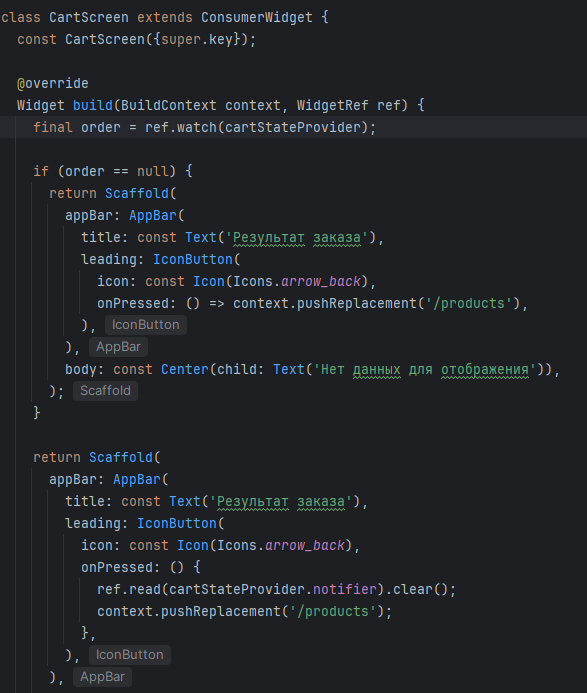 class CartScreen extends ConsumerWidget {
  const CartScreen({super.key});

  @override
  Widget build(BuildContext context, WidgetRef ref) {
    final order = ref.watch(cartStateProvider);

    if (order == null) {
      return Scaffold(
        appBar: AppBar(
          title: const Text('Результат заказа'),
          leading: IconButton(
            icon: const Icon(Icons.arrow_back),
            onPressed: () => context.pushReplacement('/products'),
          ), IconButton
        ), AppBar
        body: const Center(child: Text('Нет данных для отображения')),
      ); Scaffold
    }

    return Scaffold(
      appBar: AppBar(
        title: const Text('Результат заказа'),
        leading: IconButton(
          icon: const Icon(Icons.arrow_back),
          onPressed: () {
            ref.read(cartStateProvider.notifier).clear();
            context.pushReplacement('/products');
          },
        ), IconButton
      ), AppBar